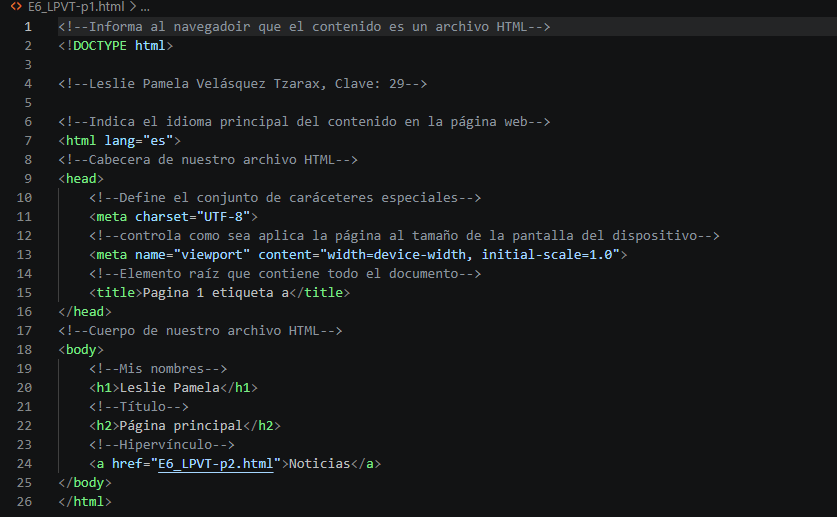 E6_LPVT-p1.html > ...
1 <!--Informa al navegadoir que el contenido es un archivo HTML-->
2 <!DOCTYPE html>
3
4 <!--Leslie Pamela Velásquez Tzarax, Clave: 29-->
5
6 <!--Indica el idioma principal del contenido en la página web-->
7 <html lang="es">
8 <!--Cabecera de nuestro archivo HTML-->
9 <head>
10 <!--Define el conjunto de caráceteres especiales-->
11 <meta charset="UTF-8">
12 <!--controla como sea aplica la página al tamaño de la pantalla del dispositivo-->
13 <meta name="viewport" content="width=device-width, initial-scale=1.0">
14 <!--Elemento raíz que contiene todo el documento-->
15 <title>Pagina 1 etiqueta a</title>
16 </head>
17 <!--Cuerpo de nuestro archivo HTML-->
18 <body>
19 <!--Mis nombres-->
20 <h1>Leslie Pamela</h1>
21 <!--Título-->
22 <h2>Página principal</h2>
23 <!--Hipervínculo-->
24 <a href="E6_LPVT-p2.html">Noticias</a>
25 </body>
26 </html>